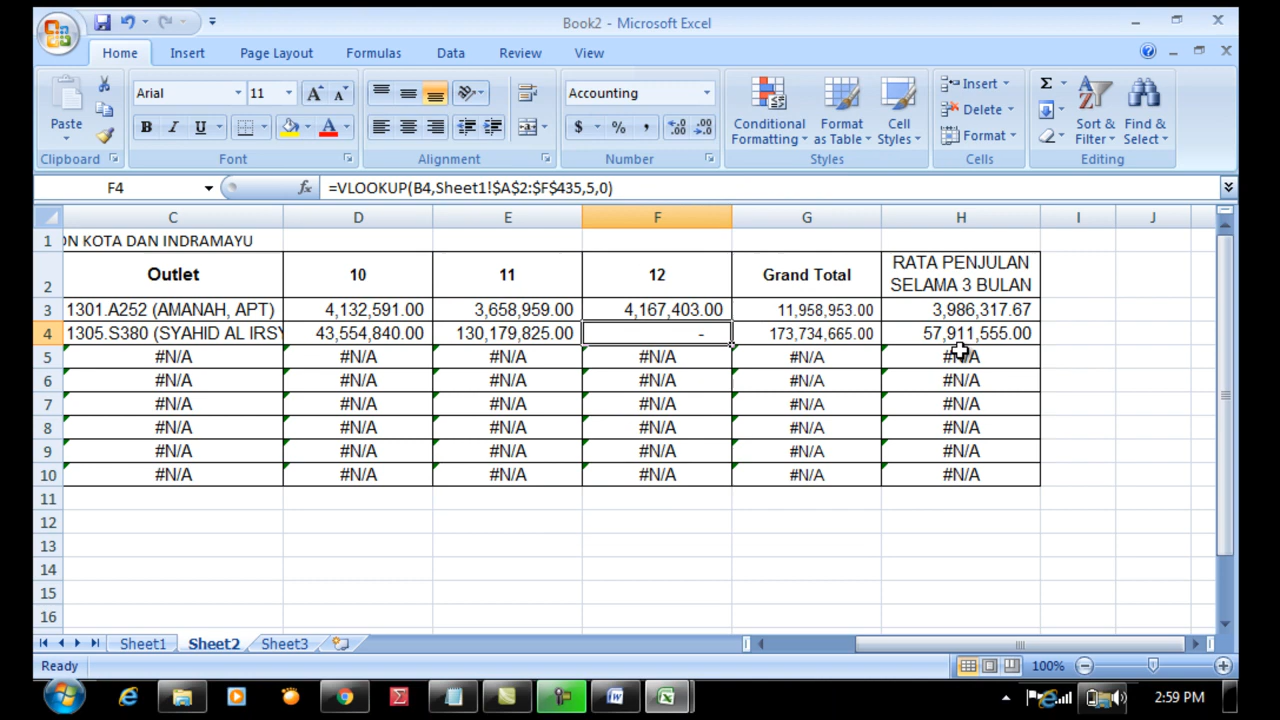 Book2 - Microsoft Excel
Home Insert Page Layout Formulas Data Review View
Arial 11 Accounting
Paste B I U $ % , Conditional Formatting Format as Table Cell Styles Insert Delete Format Σ Sort & Filter Find & Select
Clipboard Font Alignment Number Styles Cells Editing
F4 fx =VLOOKUP(B4,Sheet1!$A$2:$F$435,5,0)
C D E F G H I J
1 ON KOTA DAN INDRAMAYU
2 Outlet 10 11 12 Grand Total RATA PENJULAN
SELAMA 3 BULAN
3 1301.A252 (AMANAH, APT) 4,132,591.00 3,658,959.00 4,167,403.00 11,958,953.00 3,986,317.67
4 1305.S380 (SYAHID AL IRSY 43,554,840.00 130,179,825.00 - 173,734,665.00 57,911,555.00
5 #N/A #N/A #N/A #N/A #N/A #N/A
6 #N/A #N/A #N/A #N/A #N/A #N/A
7 #N/A #N/A #N/A #N/A #N/A #N/A
8 #N/A #N/A #N/A #N/A #N/A #N/A
9 #N/A #N/A #N/A #N/A #N/A #N/A
10 #N/A #N/A #N/A #N/A #N/A #N/A
11
12
13
14
15
16
Sheet1 Sheet2 Sheet3
Ready 100%
2:59 PM